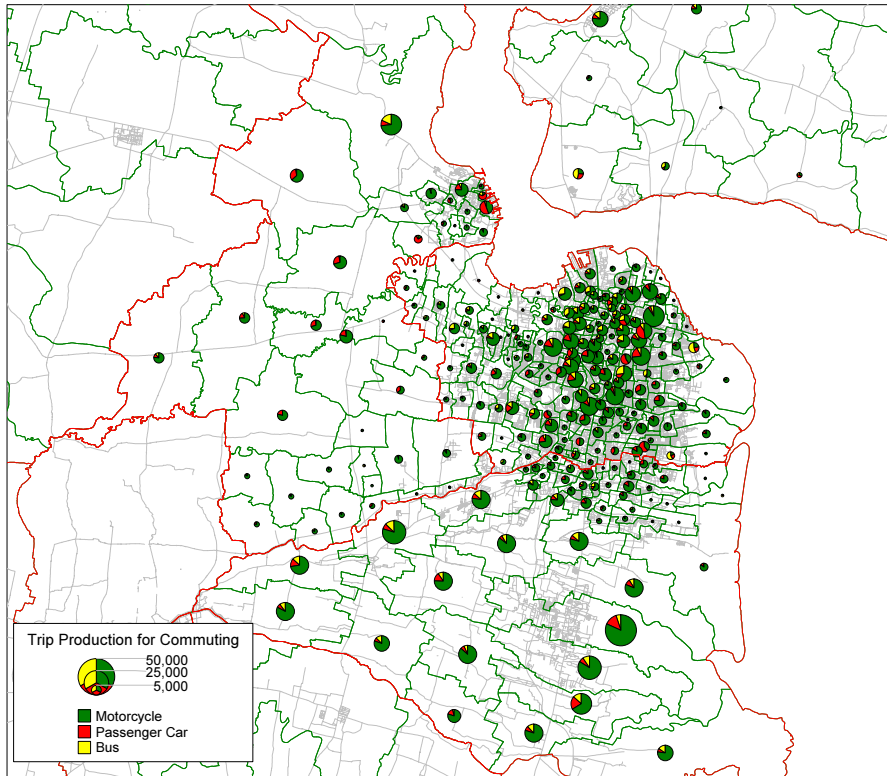 Trip Production for Commuting
50,000
25,000
5,000
Motorcycle
Passenger Car
Bus